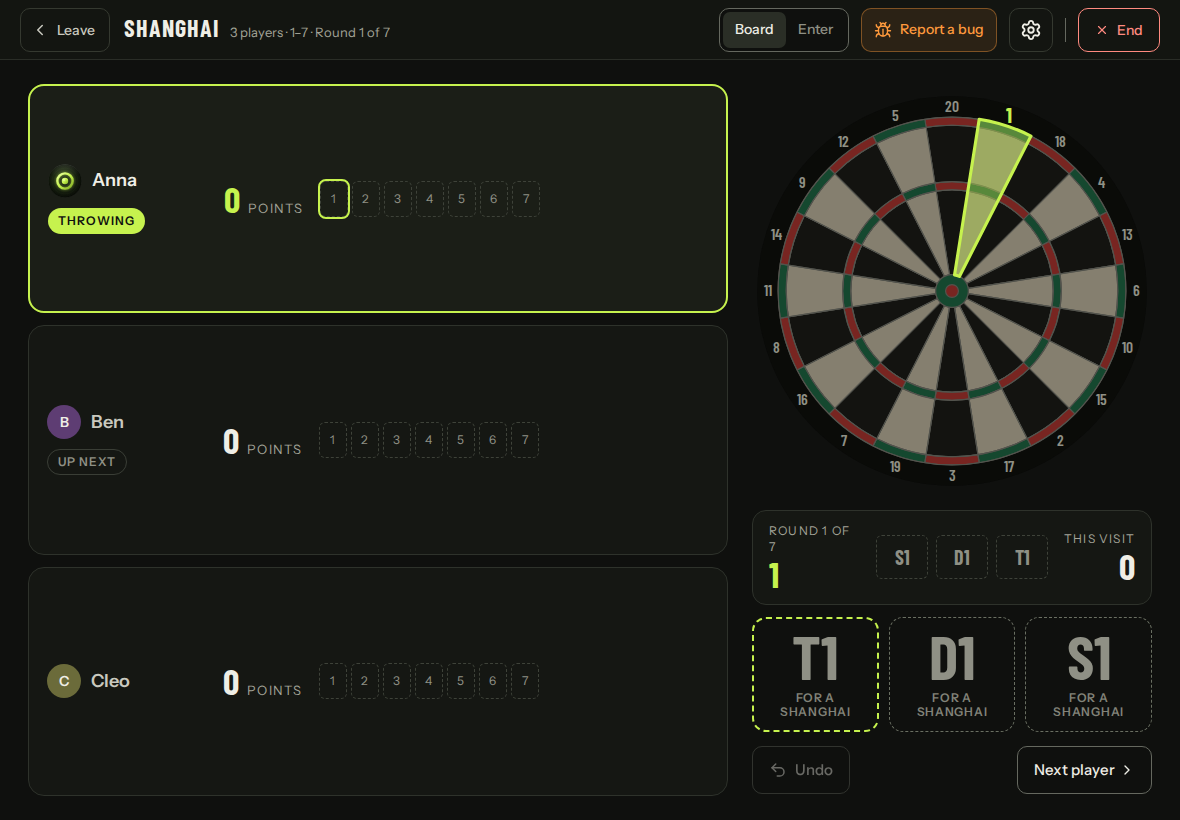 Leave
SHANGHAI
3 players · 1–7 · Round 1 of 7
Board
Enter
Report a bug
End
Anna
THROWING
0 POINTS
1 2 3 4 5 6 7
B
Ben
UP NEXT
0 POINTS
1 2 3 4 5 6 7
C
Cleo
0 POINTS
1 2 3 4 5 6 7
20
1
18
4
13
6
10
15
2
17
3
19
7
16
8
11
14
9
12
5
ROUND 1 OF
7
1
S1
D1
T1
THIS VISIT
0
T1
FOR A
SHANGHAI
D1
FOR A
SHANGHAI
S1
FOR A
SHANGHAI
Undo
Next player